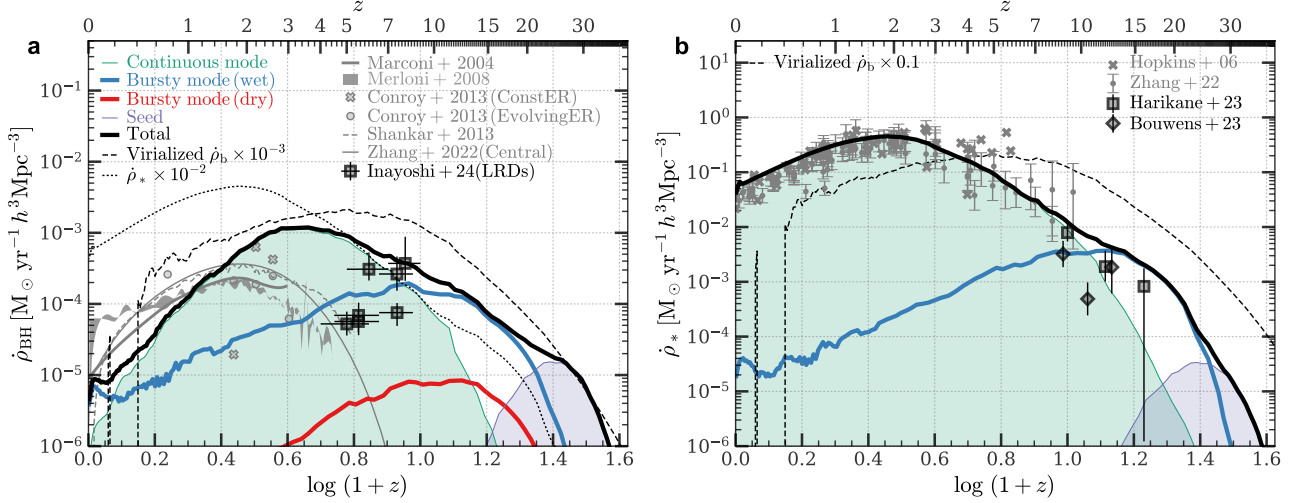 z
0 1 2 3 4 5 7 10 15 20 30
a
Continuous mode
Bursty mode (wet)
Bursty mode (dry)
Seed
Total
Virialized ρ̇_b × 10⁻³
ρ̇_* × 10⁻²
Marconi + 2004
Merloni + 2008
Conroy + 2013 (ConstER)
Conroy + 2013 (EvolvingER)
Shankar + 2013
Zhang + 2022(Central)
Inayoshi + 24(LRDs)
10⁻¹
10⁻²
10⁻³
10⁻⁴
10⁻⁵
10⁻⁶
ρ̇_BH [M_⊙ yr⁻¹ h³Mpc⁻³]
0.0 0.2 0.4 0.6 0.8 1.0 1.2 1.4 1.6
log (1 + z)
z
0 1 2 3 4 5 7 10 15 20 30
b
Virialized ρ̇_b × 0.1
Hopkins + 06
Zhang + 22
Harikane + 23
Bouwens + 23
10¹
10⁰
10⁻¹
10⁻²
10⁻³
10⁻⁴
10⁻⁵
10⁻⁶
ρ̇_* [M_⊙ yr⁻¹ h³Mpc⁻³]
0.0 0.2 0.4 0.6 0.8 1.0 1.2 1.4 1.6
log (1 + z)